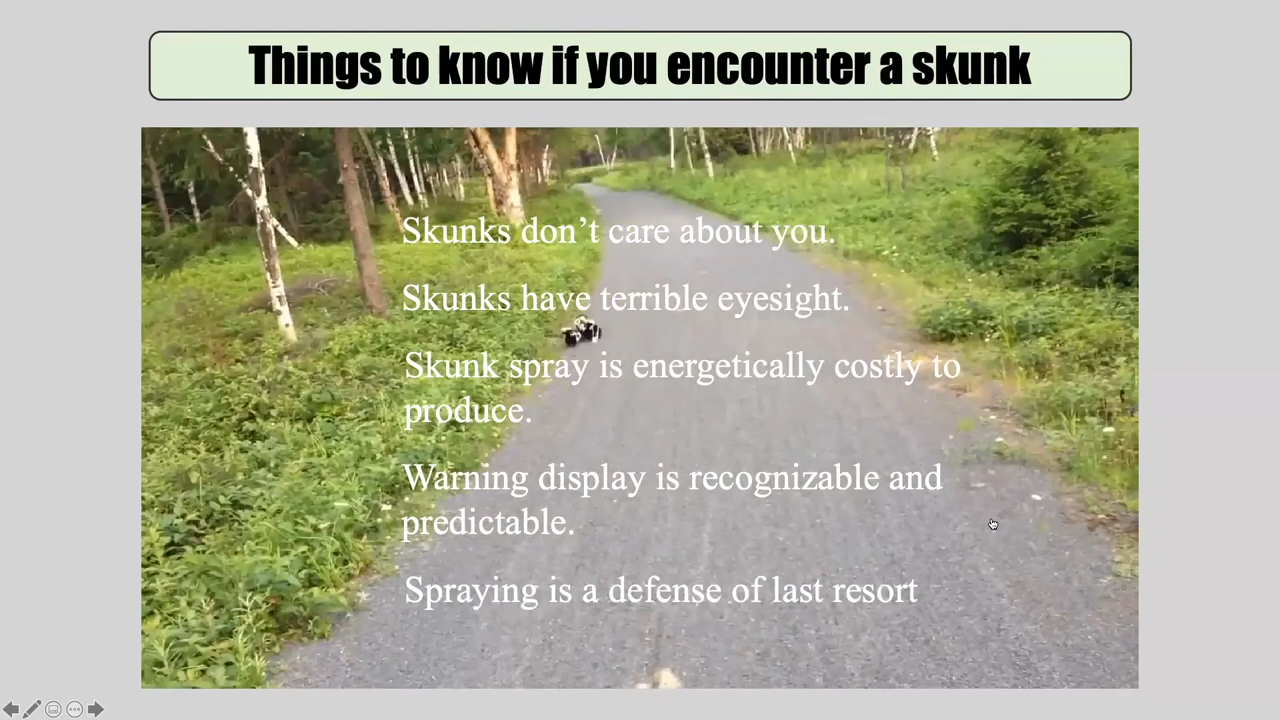 Things to know if you encounter a skunk
Skunks don’t care about you.
Skunks have terrible eyesight.
Skunk spray is energetically costly to
produce.
Warning display is recognizable and
predictable.
Spraying is a defense of last resort